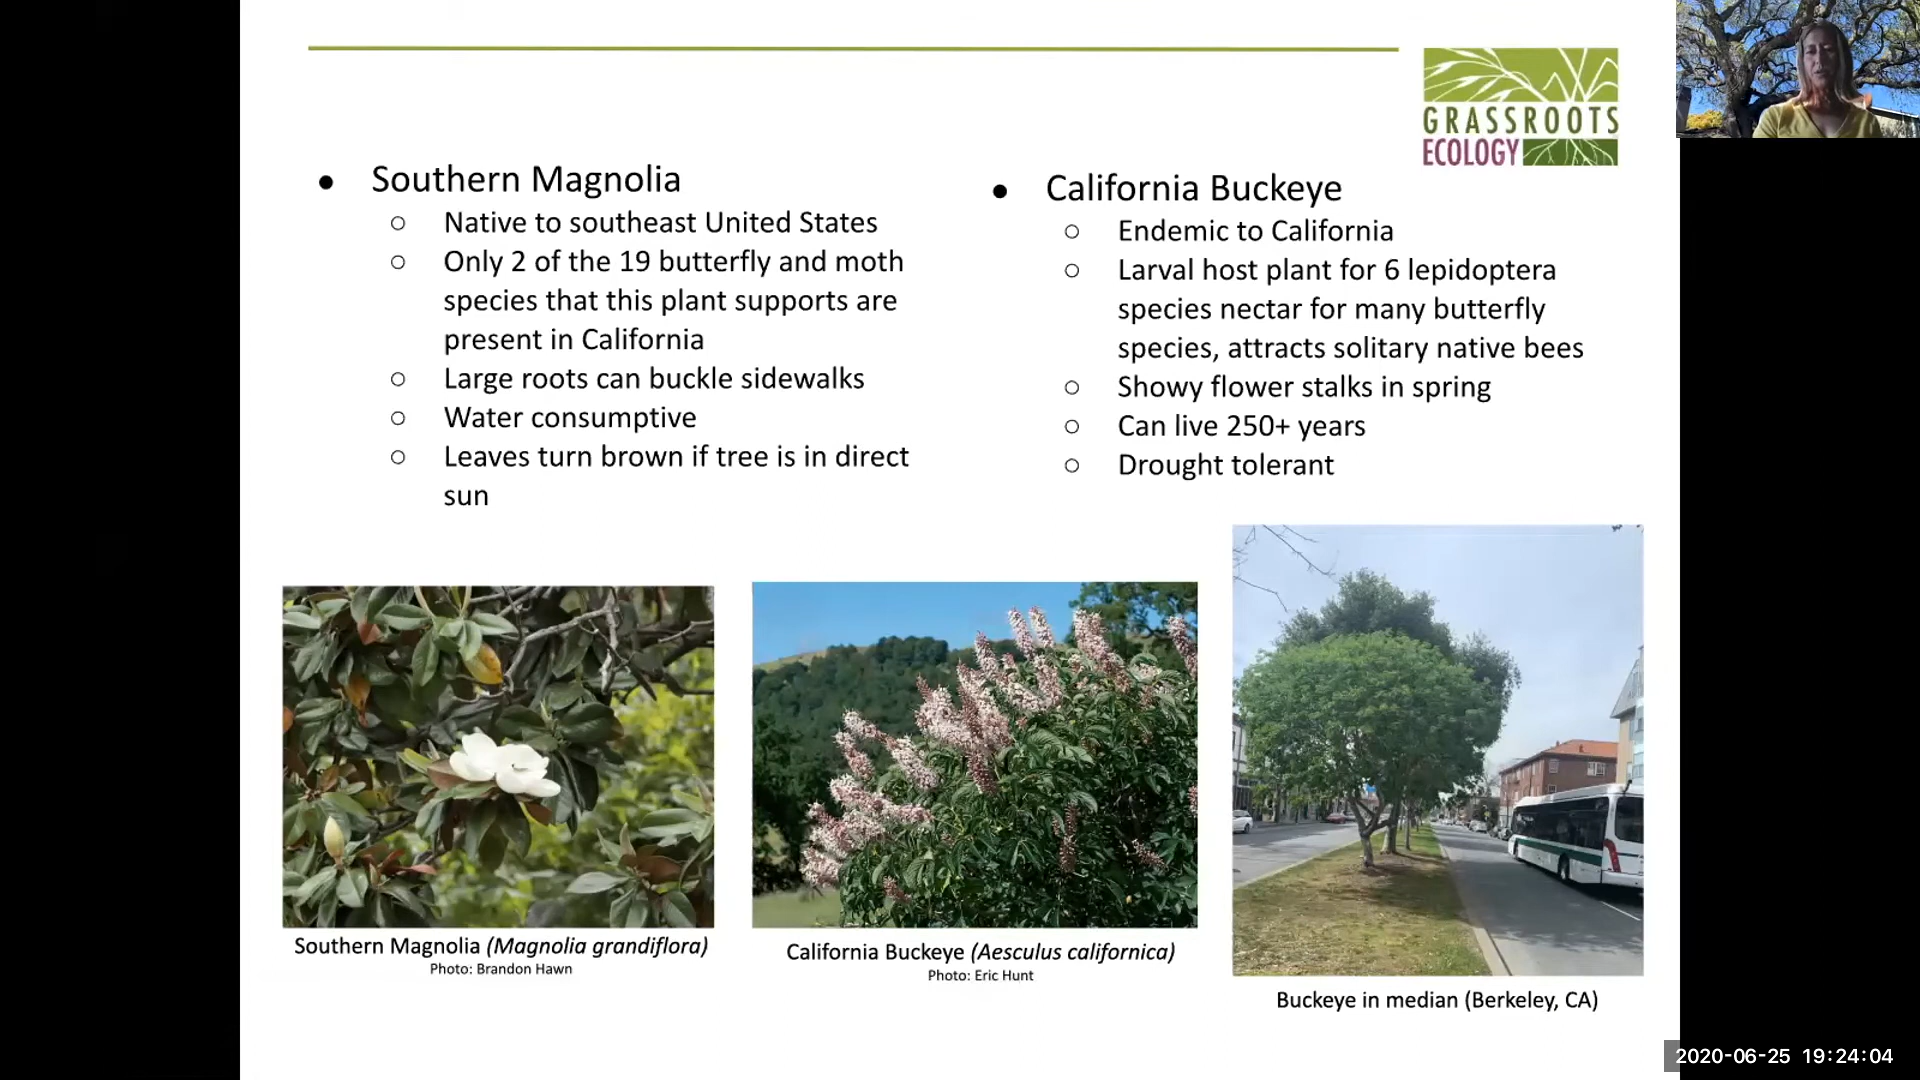 GRASSROOTS
ECOLOGY
● Southern Magnolia
○ Native to southeast United States
○ Only 2 of the 19 butterfly and moth
species that this plant supports are
present in California
○ Large roots can buckle sidewalks
○ Water consumptive
○ Leaves turn brown if tree is in direct
sun
● California Buckeye
○ Endemic to California
○ Larval host plant for 6 lepidoptera
species nectar for many butterfly
species, attracts solitary native bees
○ Showy flower stalks in spring
○ Can live 250+ years
○ Drought tolerant
Southern Magnolia (Magnolia grandiflora)
Photo: Brandon Hawn
California Buckeye (Aesculus californica)
Photo: Eric Hunt
Buckeye in median (Berkeley, CA)
2020-06-25 19:24:04